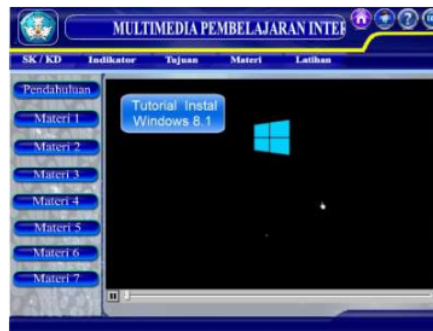 MULTIMEDIA PEMBELAJARAN INTER
SK / KD Indikator Tujuan Materi Latihan
Pendahuluan
Materi 1
Materi 2
Materi 3
Materi 4
Materi 5
Materi 6
Materi 7
Tutorial Instal
Windows 8.1